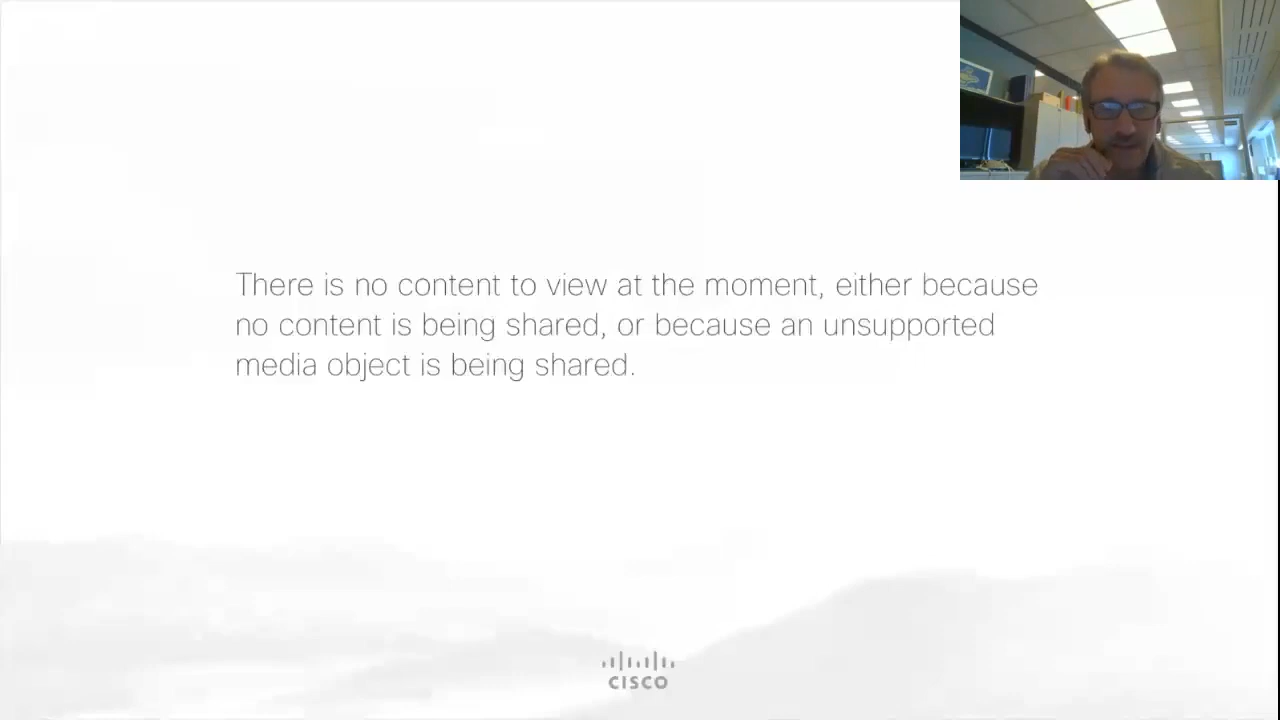 There is no content to view at the moment, either because
no content is being shared, or because an unsupported
media object is being shared.
CISCO